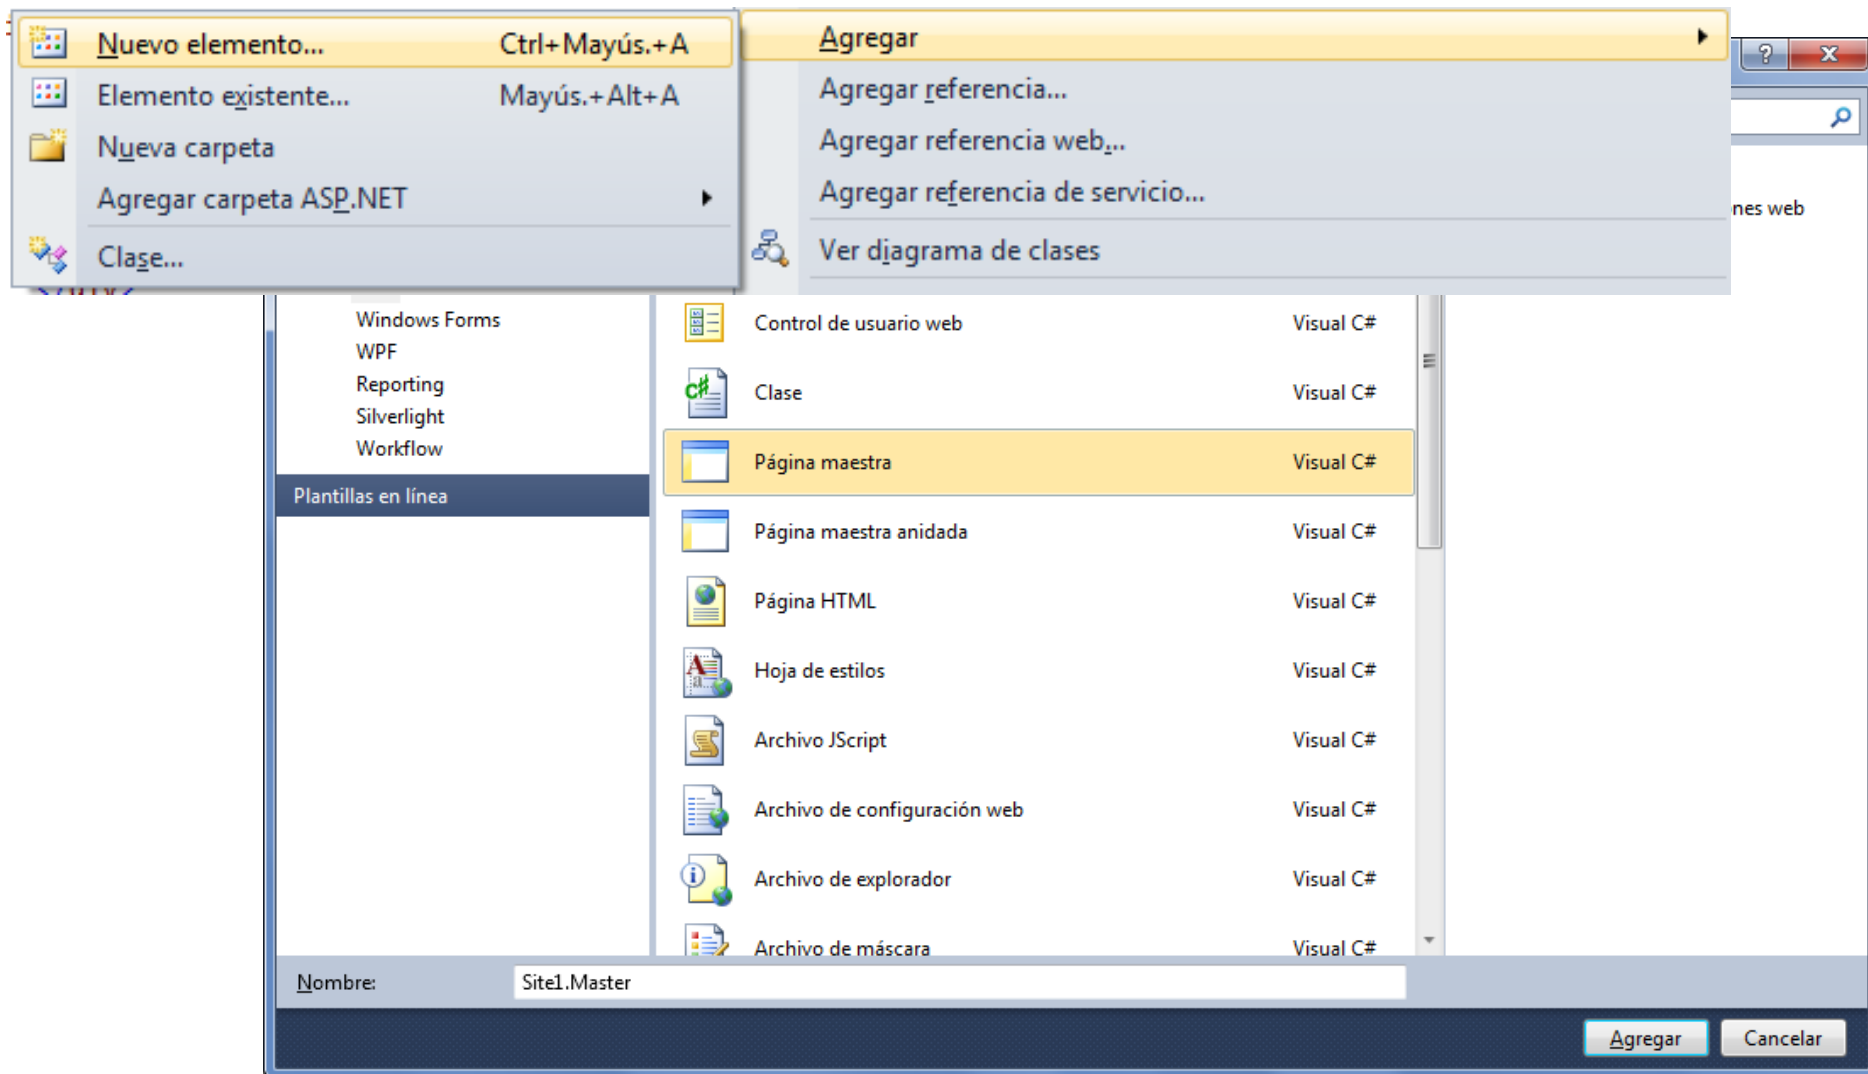 Nuevo elemento... Ctrl+Mayús.+A
Elemento existente... Mayús.+Alt+A
Nueva carpeta
Agregar carpeta ASP.NET
Clase...
Agregar
Agregar referencia...
Agregar referencia web...
Agregar referencia de servicio...
Ver diagrama de clases
nes web
Windows Forms
WPF
Reporting
Silverlight
Workflow
Plantillas en línea
Control de usuario web Visual C#
Clase Visual C#
Página maestra Visual C#
Página maestra anidada Visual C#
Página HTML Visual C#
Hoja de estilos Visual C#
Archivo JScript Visual C#
Archivo de configuración web Visual C#
Archivo de explorador Visual C#
Archivo de máscara Visual C#
Nombre: Site1.Master
Agregar Cancelar